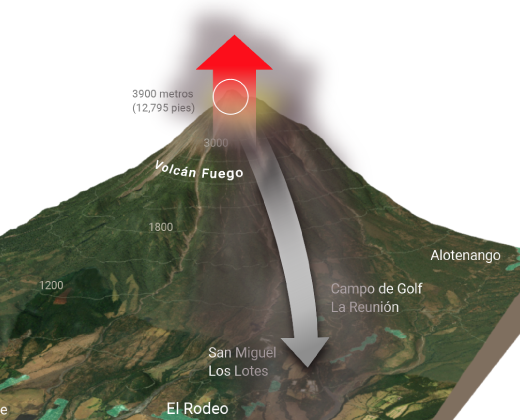 3900 metros
(12,795 pies)
3000
Volcán Fuego
1800
Alotenango
1200
Campo de Golf
La Reunión
San Miguel
Los Lotes
El Rodeo
e